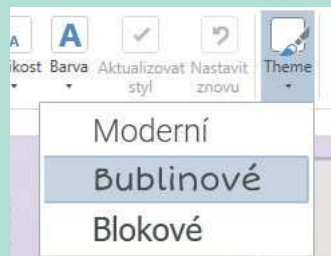 A A
ikost Barva Aktualizovat Nastavit Theme
styl znovu
Moderní
Bublinové
Blokové